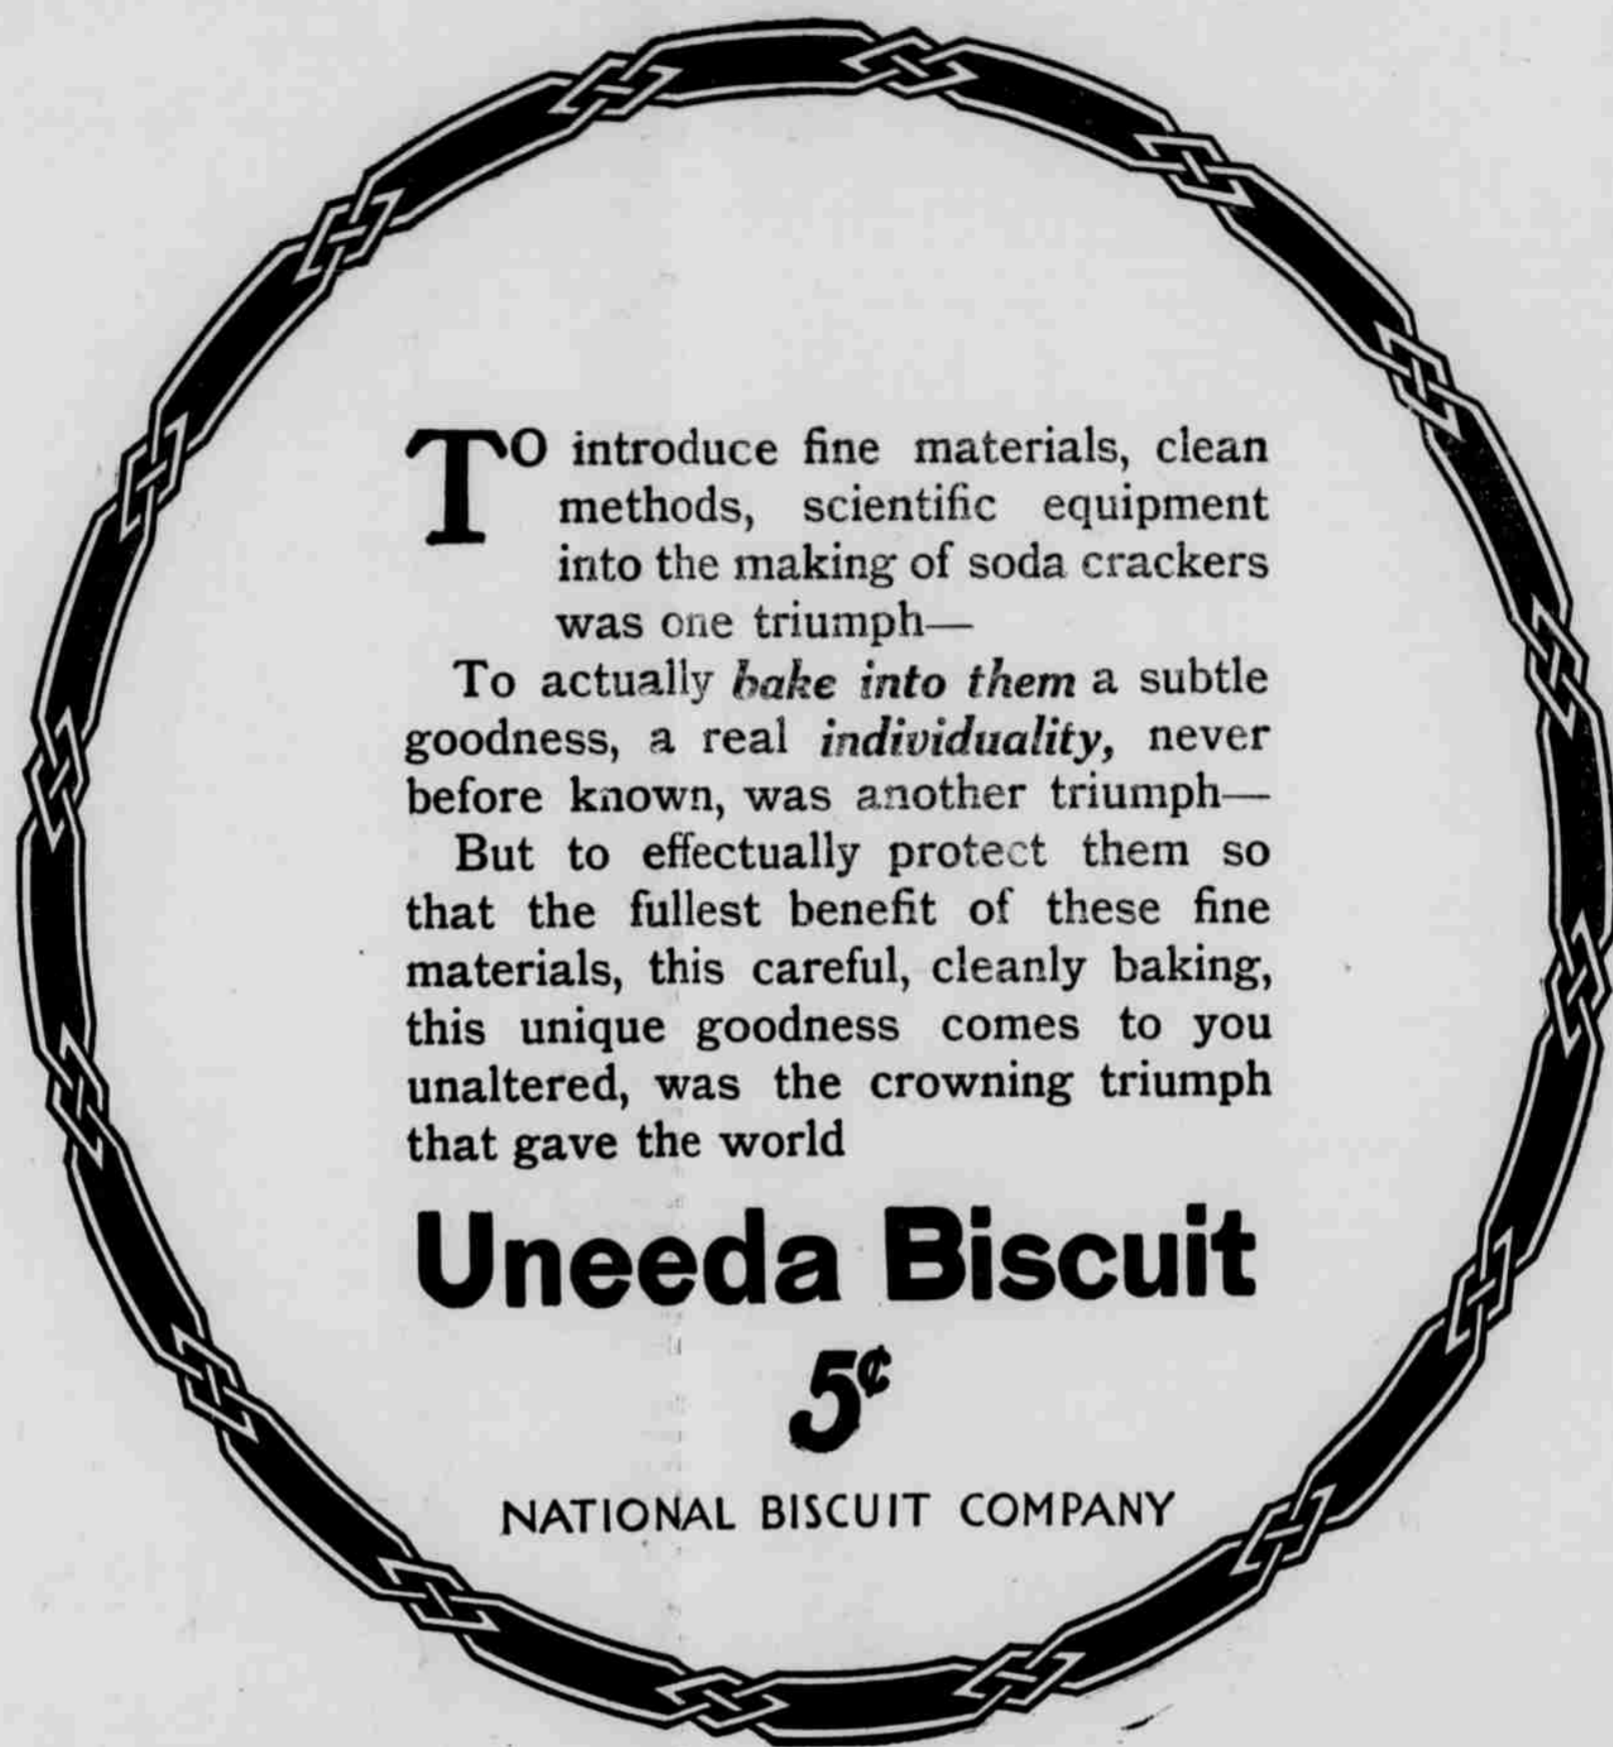 TO introduce fine materials, clean
methods, scientific equipment
into the making of soda crackers
was one triumph—
To actually bake into them a subtle
goodness, a real individuality, never
before known, was another triumph—
But to effectually protect them so
that the fullest benefit of these fine
materials, this careful, cleanly baking,
this unique goodness comes to you
unaltered, was the crowning triumph
that gave the world
Uneeda Biscuit
5¢
NATIONAL BISCUIT COMPANY